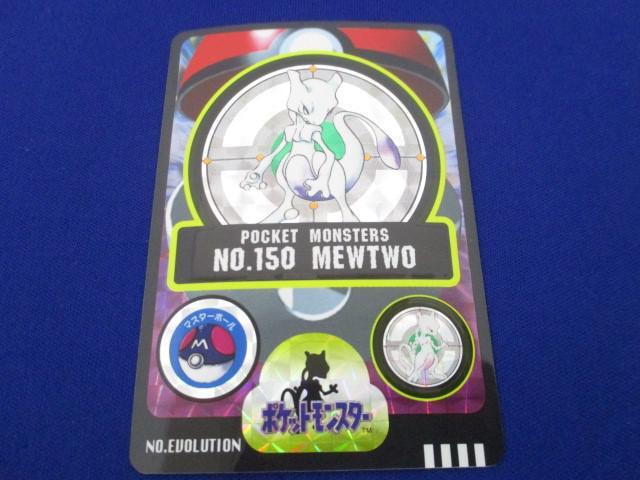 POCKET MONSTERS
NO.150 MEWTWO
マスターボール
M
ポケットモンスター
TM
NO.EVOLUTION